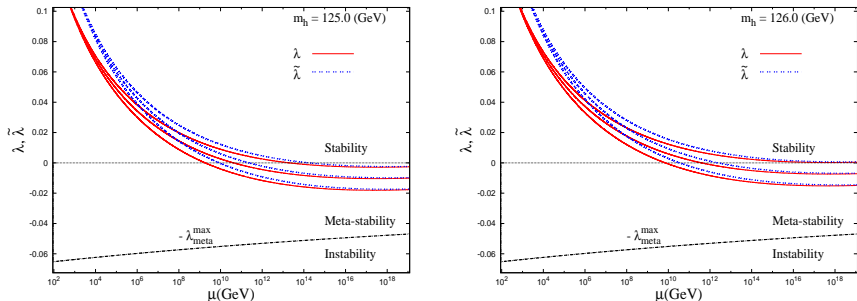 m_h = 125.0 (GeV)
λ
λ̃
0.1
0.08
0.06
0.04
0.02
0
-0.02
-0.04
-0.06
λ, λ̃
Stability
Meta-stability
- λ_meta^max
Instability
10^2 10^4 10^6 10^8 10^10 10^12 10^14 10^16 10^18
μ(GeV)
m_h = 126.0 (GeV)
λ
λ̃
0.1
0.08
0.06
0.04
0.02
0
-0.02
-0.04
-0.06
λ, λ̃
Stability
Meta-stability
- λ_meta^max
Instability
10^2 10^4 10^6 10^8 10^10 10^12 10^14 10^16 10^18
μ(GeV)